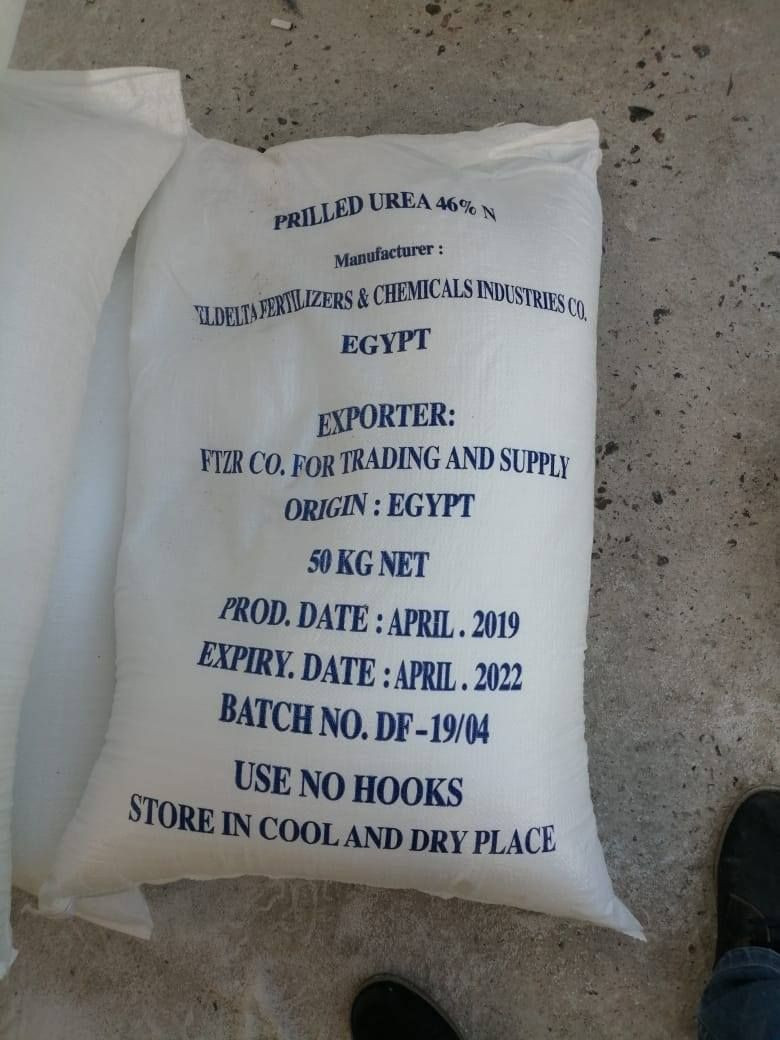 PRILLED UREA 46% N
Manufacturer :
ELDELTA FERTILIZERS & CHEMICALS INDUSTRIES CO.
EGYPT
EXPORTER:
FTZR CO. FOR TRADING AND SUPPLY
ORIGIN : EGYPT
50 KG NET
PROD. DATE : APRIL . 2019
EXPIRY. DATE : APRIL . 2022
BATCH NO. DF-19/04
USE NO HOOKS
STORE IN COOL AND DRY PLACE